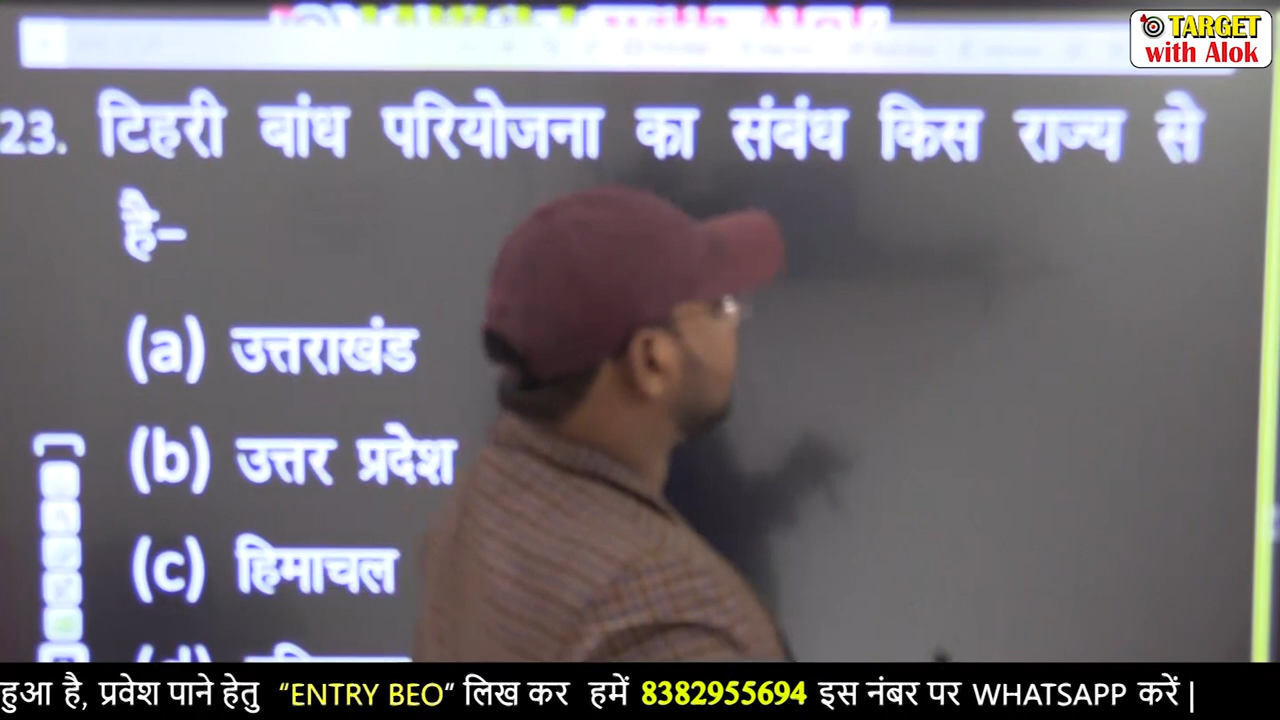 TARGET
with Alok
23. टिहरी बांध परियोजना का संबंध किस राज्य से
है–
(a) उत्तराखंड
(b) उत्तर प्रदेश
(c) हिमाचल
(d)
हुआ है, प्रवेश पाने हेतु “ENTRY BEO” लिख कर हमें 8382955694 इस नंबर पर WHATSAPP करें |